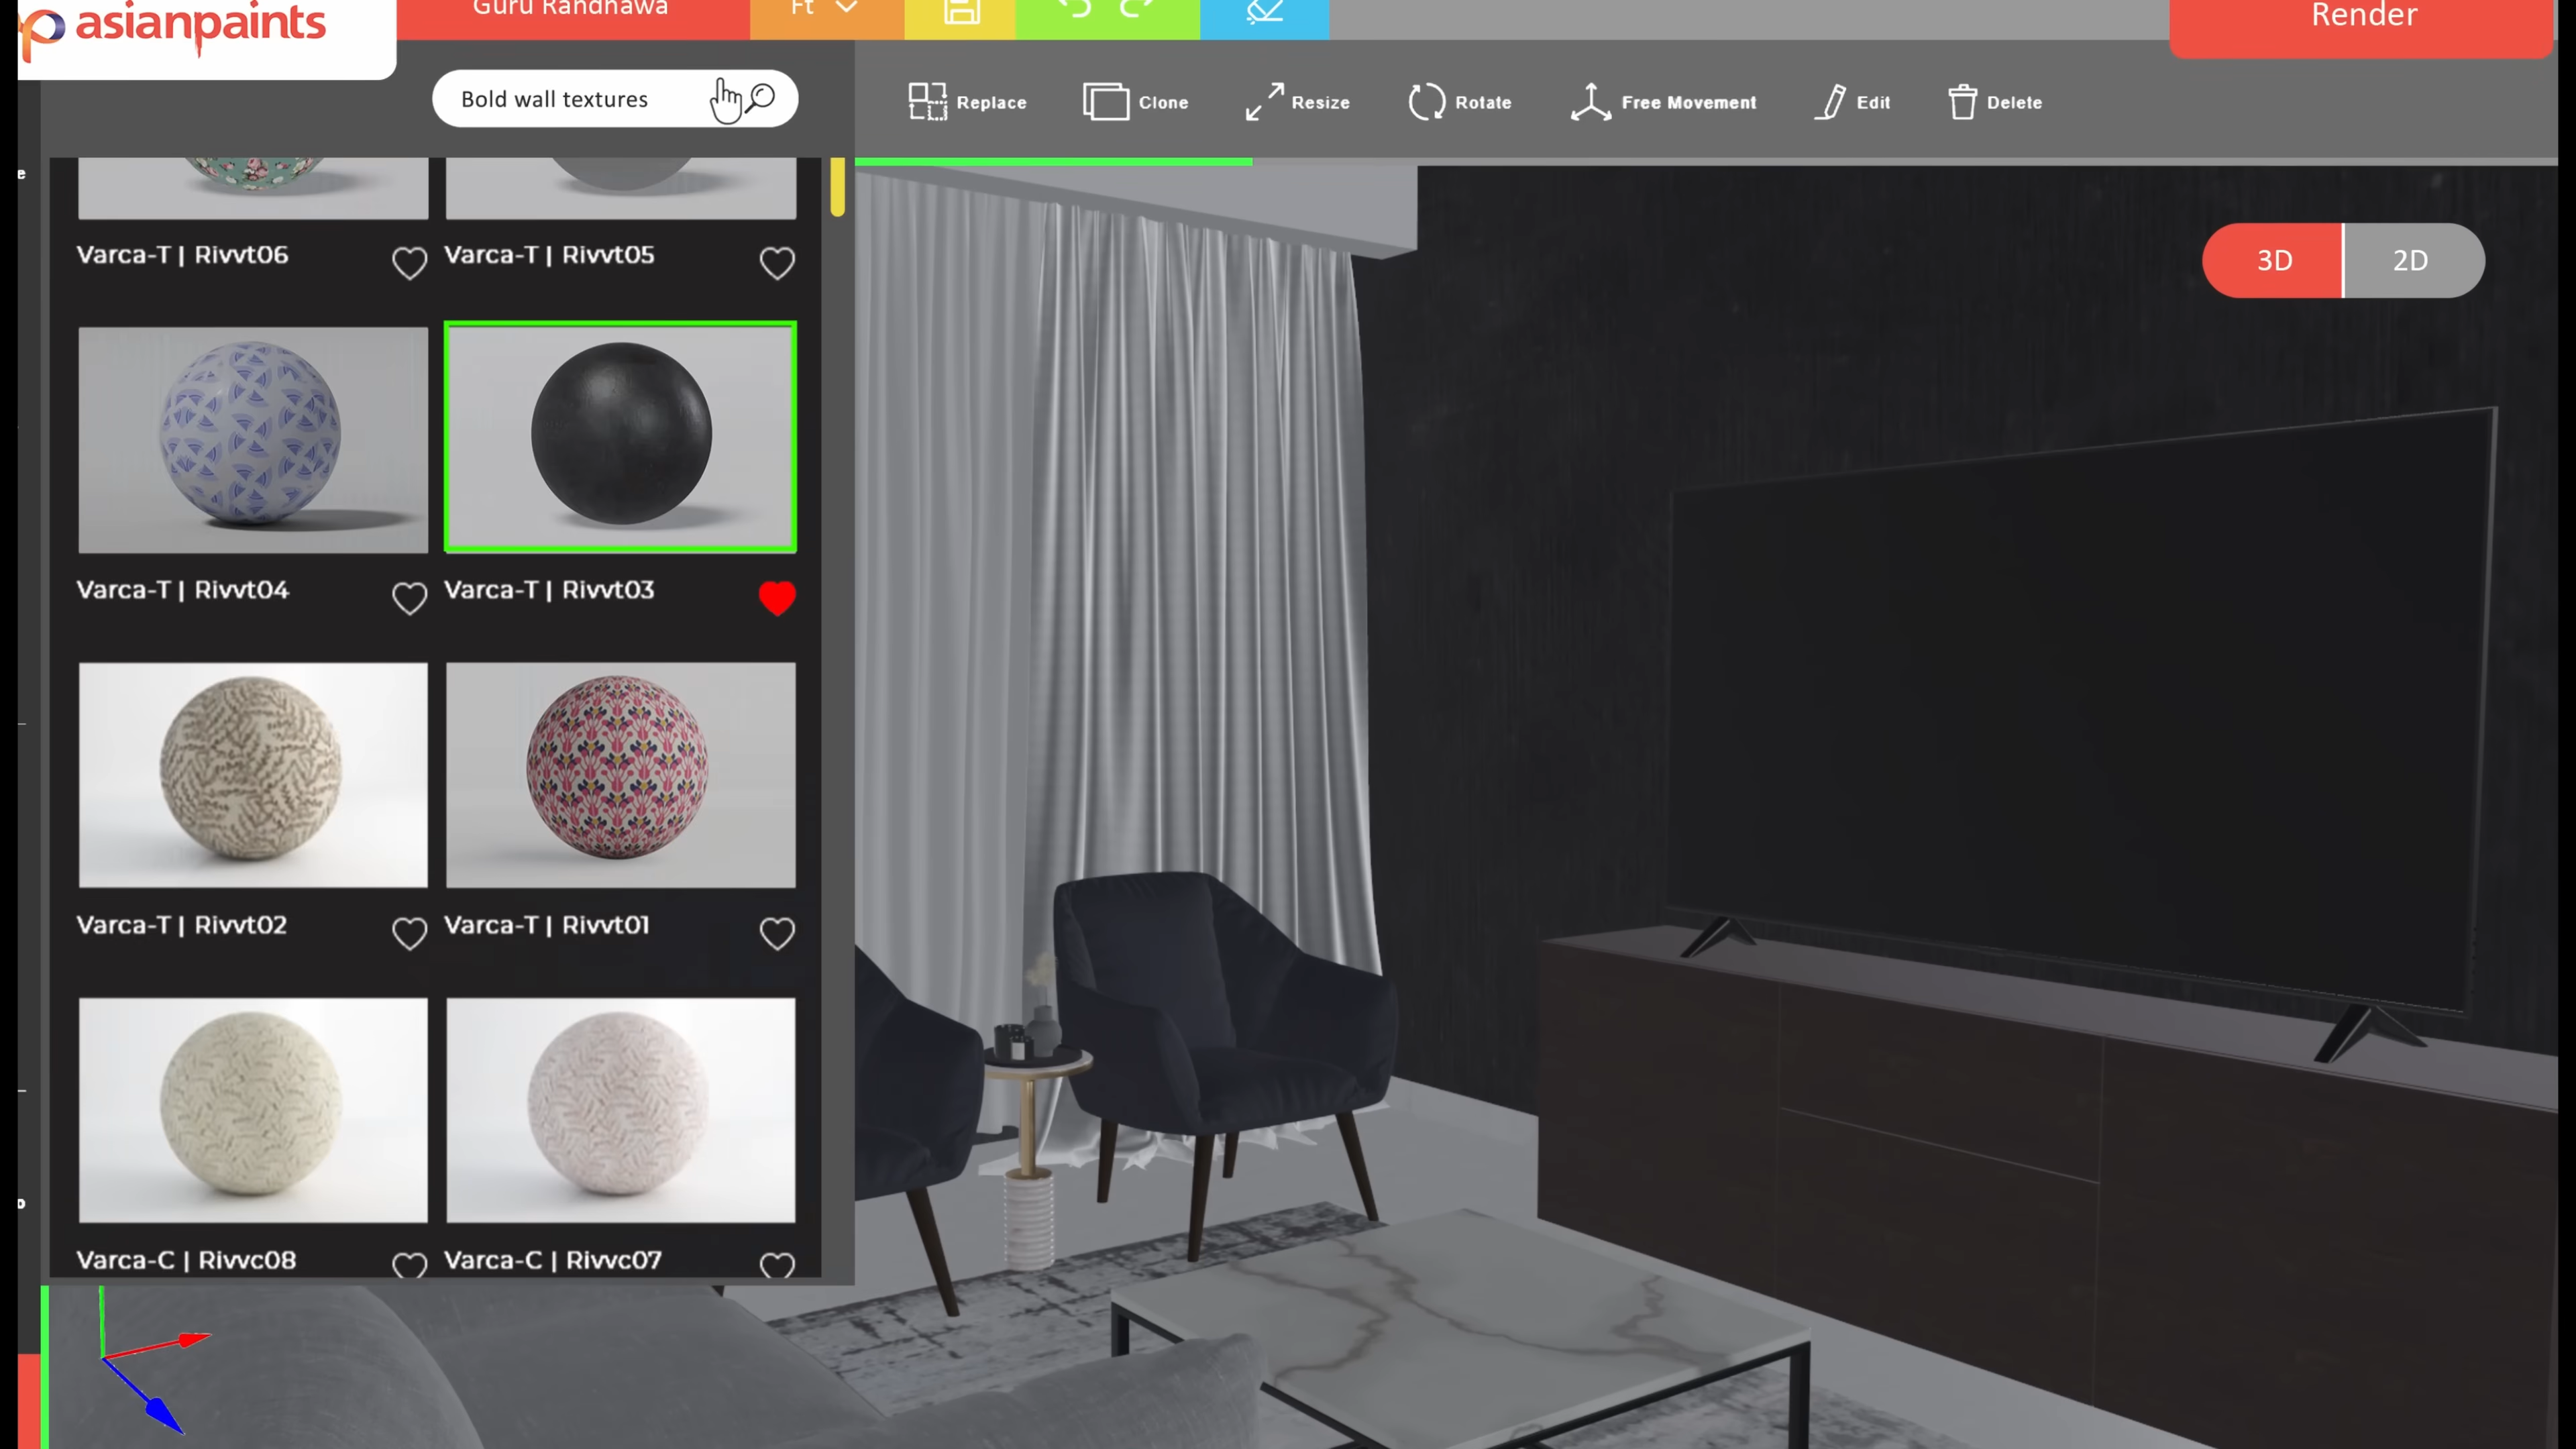 asianpaints
Guru Randhawa
Ft
Render
Bold wall textures
Replace
Clone
Resize
Rotate
Free Movement
Edit
Delete
3D
2D
Varca-T | Rivvt06
Varca-T | Rivvt05
Varca-T | Rivvt04
Varca-T | Rivvt03
Varca-T | Rivvt02
Varca-T | Rivvt01
Varca-C | Rivvc08
Varca-C | Rivvc07